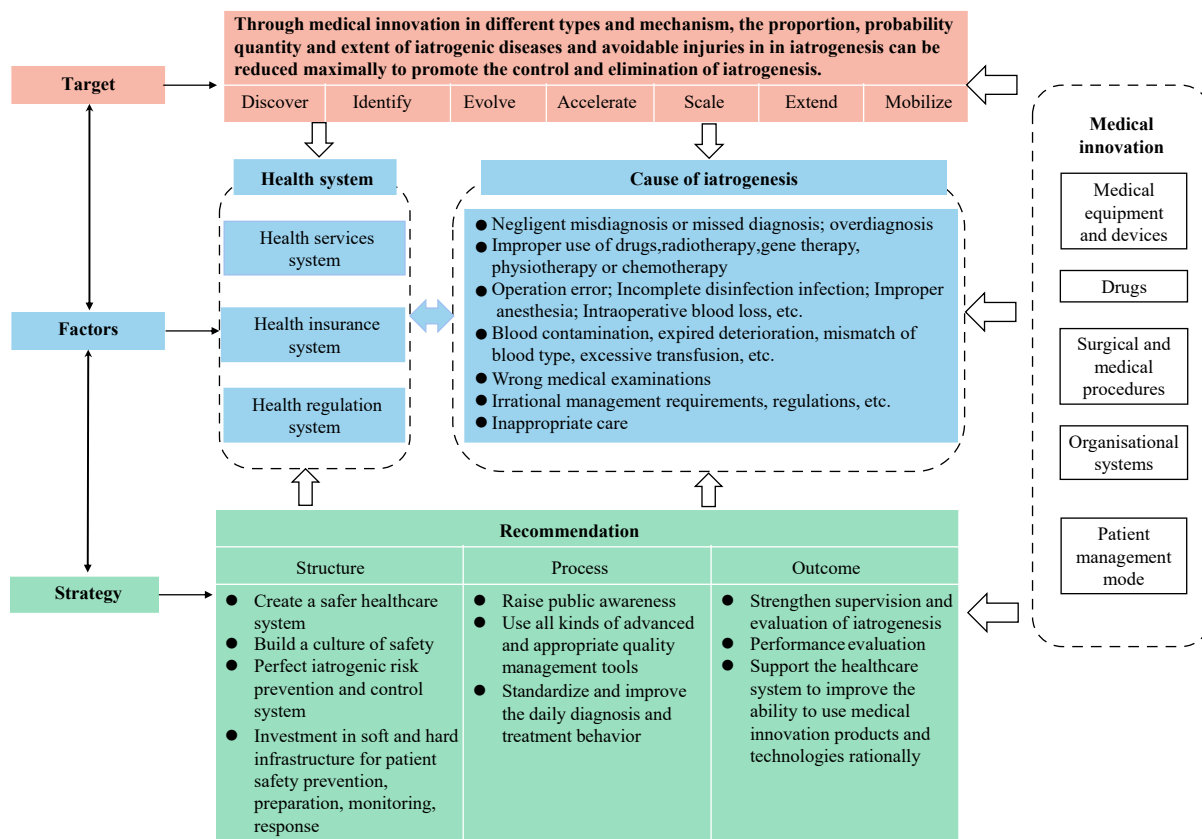 Through medical innovation in different types and mechanism, the proportion, probability
quantity and extent of iatrogenic diseases and avoidable injuries in in iatrogenesis can be
reduced maximally to promote the control and elimination of iatrogenesis.
Target
Discover
Identify
Evolve
Accelerate
Scale
Extend
Mobilize
Health system
Health services
system
Health insurance
system
Health regulation
system
Cause of iatrogenesis
● Negligent misdiagnosis or missed diagnosis; overdiagnosis
● Improper use of drugs,radiotherapy,gene therapy,
physiotherapy or chemotherapy
● Operation error; Incomplete disinfection infection; Improper
anesthesia; Intraoperative blood loss, etc.
● Blood contamination, expired deterioration, mismatch of
blood type, excessive transfusion, etc.
● Wrong medical examinations
● Irrational management requirements, regulations, etc.
● Inappropriate care
Factors
Medical
innovation
Medical
equipment
and devices
Drugs
Surgical and
medical
procedures
Organisational
systems
Patient
management
mode
Strategy
Recommendation
Structure
● Create a safer healthcare
system
● Build a culture of safety
● Perfect iatrogenic risk
prevention and control
system
● Investment in soft and hard
infrastructure for patient
safety prevention,
preparation, monitoring,
response
Process
● Raise public awareness
● Use all kinds of advanced
and appropriate quality
management tools
● Standardize and improve
the daily diagnosis and
treatment behavior
Outcome
● Strengthen supervision and
evaluation of iatrogenesis
● Performance evaluation
● Support the healthcare
system to improve the
ability to use medical
innovation products and
technologies rationally